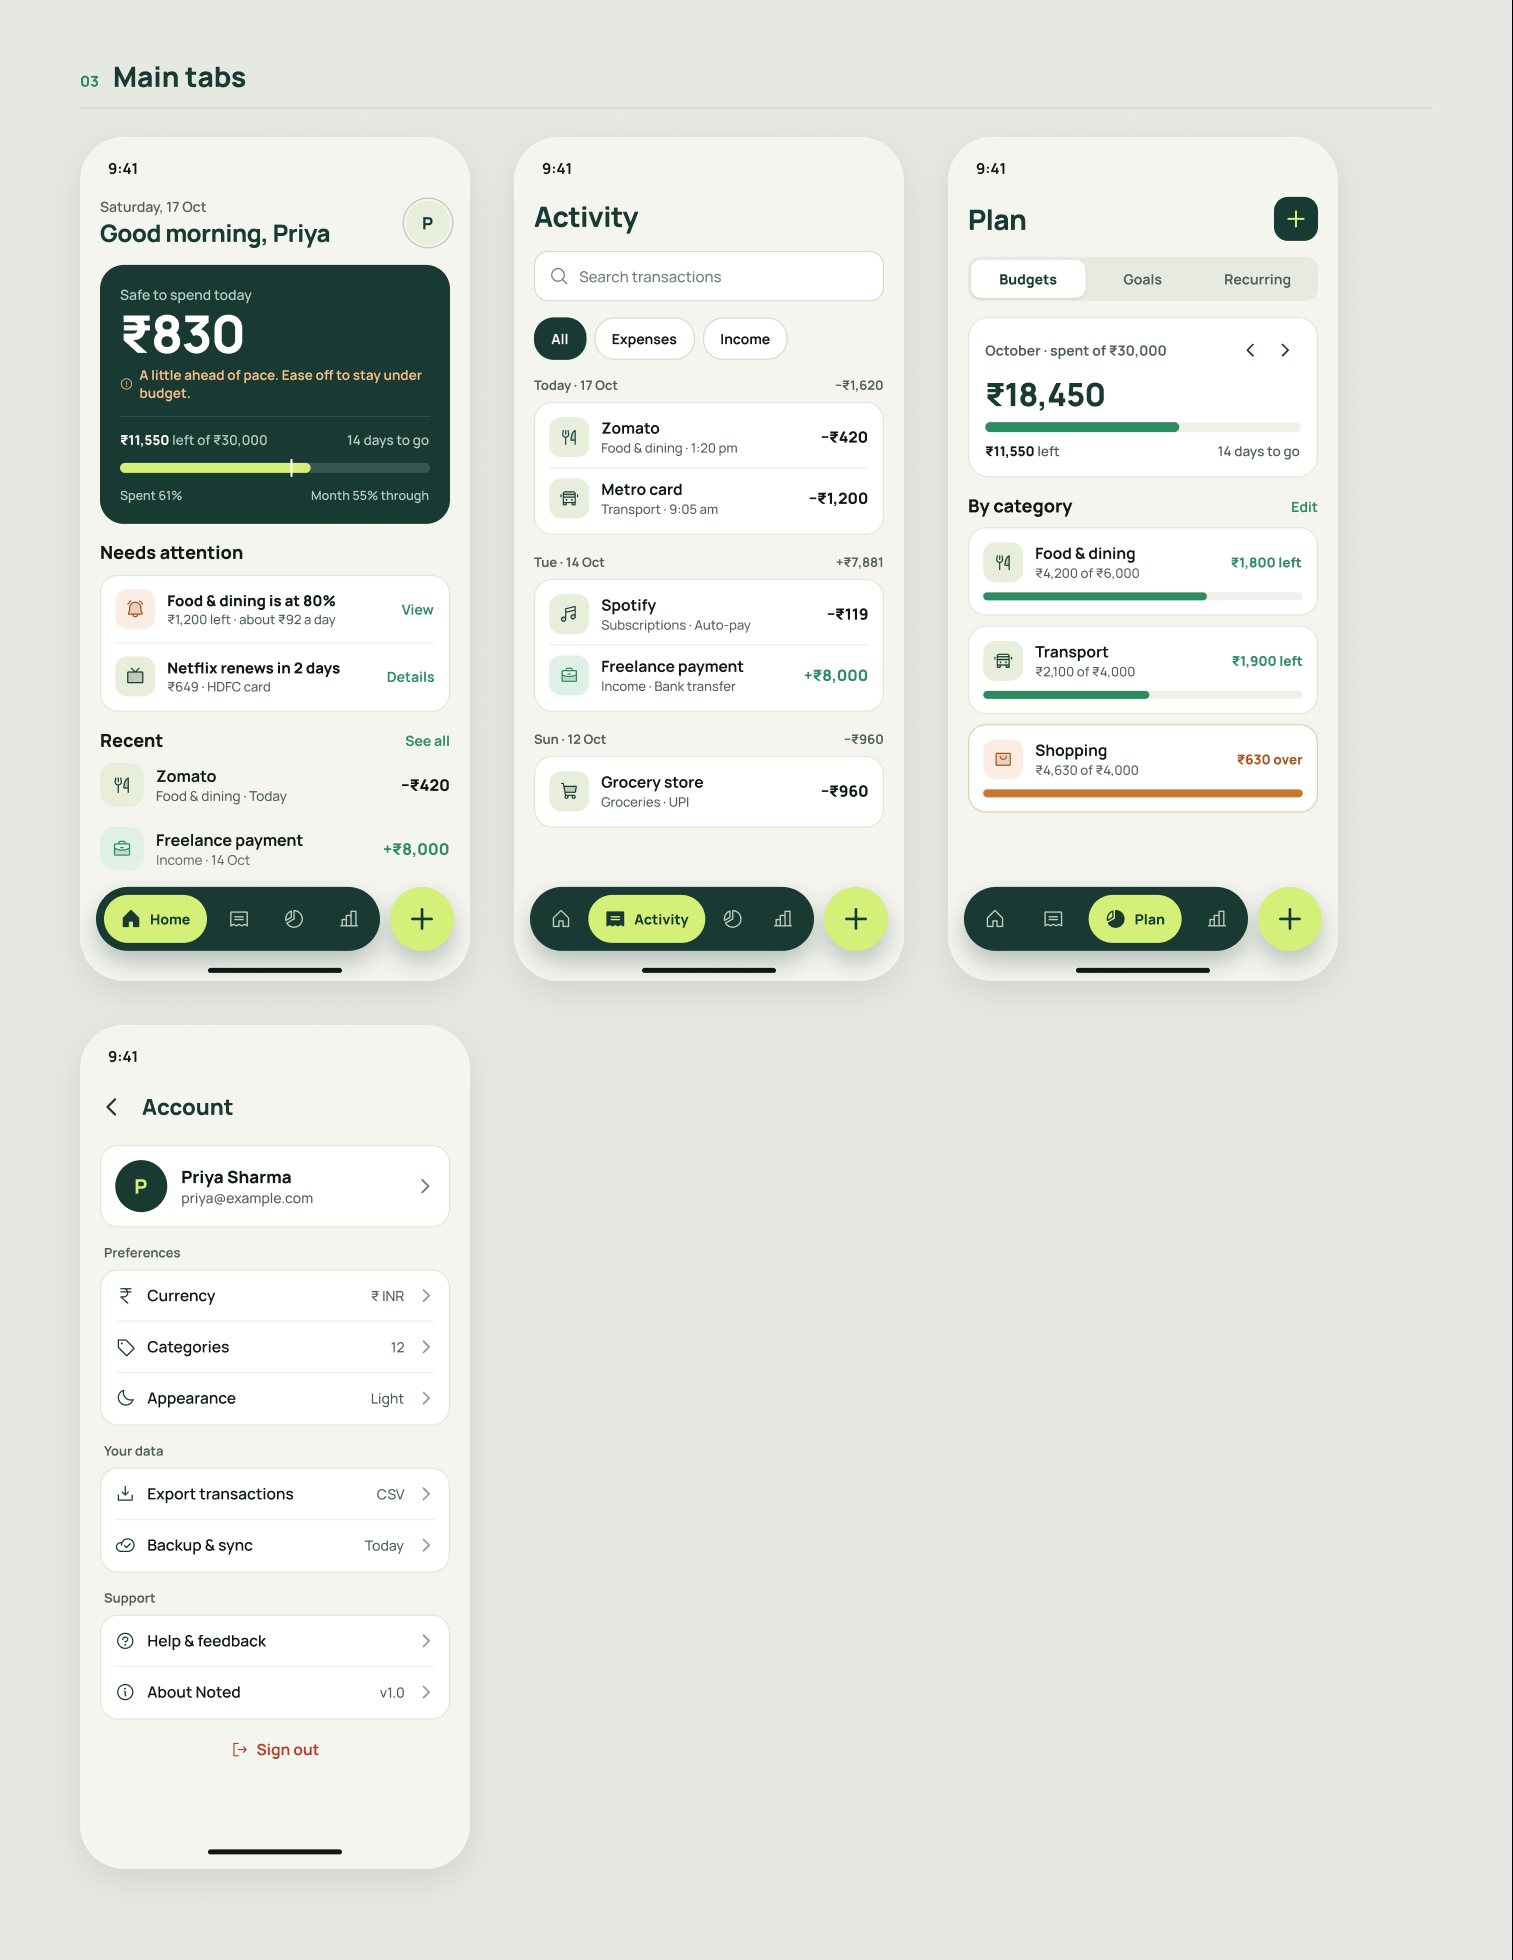 03 Main tabs
9:41
Saturday, 17 Oct
Good morning, Priya
P
Safe to spend today
₹830
A little ahead of pace. Ease off to stay under
budget.
₹11,550 left of ₹30,000 14 days to go
Spent 61% Month 55% through
Needs attention
Food & dining is at 80%
₹1,200 left · about ₹92 a day
View
Netflix renews in 2 days
₹649 · HDFC card
Details
Recent See all
Zomato
Food & dining · Today
−₹420
Freelance payment
Income · 14 Oct
+₹8,000
Home
9:41
Activity
Search transactions
All Expenses Income
Today · 17 Oct −₹1,620
Zomato
Food & dining · 1:20 pm
−₹420
Metro card
Transport · 9:05 am
−₹1,200
Tue · 14 Oct +₹7,881
Spotify
Subscriptions · Auto-pay
−₹119
Freelance payment
Income · Bank transfer
+₹8,000
Sun · 12 Oct −₹960
Grocery store
Groceries · UPI
−₹960
Activity
9:41
Plan
Budgets Goals Recurring
October · spent of ₹30,000
₹18,450
₹11,550 left 14 days to go
By category Edit
Food & dining
₹4,200 of ₹6,000
₹1,800 left
Transport
₹2,100 of ₹4,000
₹1,900 left
Shopping
₹4,630 of ₹4,000
₹630 over
Plan
9:41
Account
P
Priya Sharma
priya@example.com
Preferences
Currency ₹ INR
Categories 12
Appearance Light
Your data
Export transactions CSV
Backup & sync Today
Support
Help & feedback
About Noted v1.0
Sign out